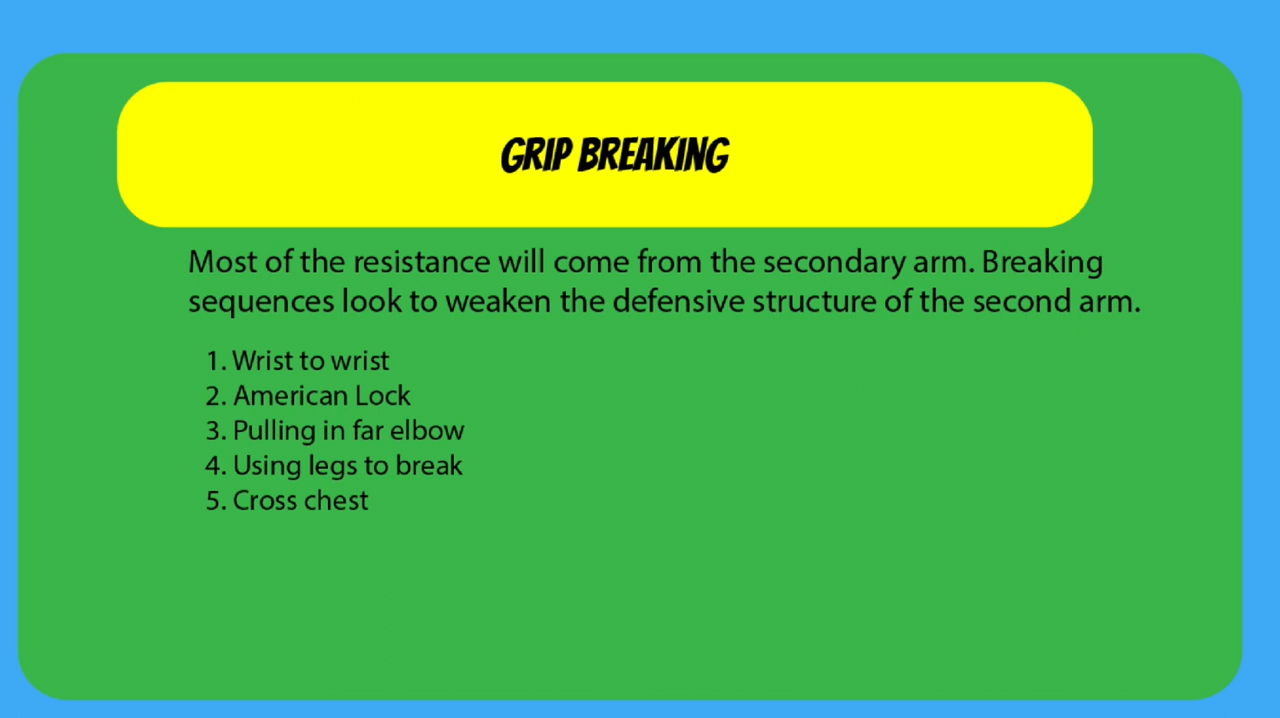 GRIP BREAKING
Most of the resistance will come from the secondary arm. Breaking
sequences look to weaken the defensive structure of the second arm.
1. Wrist to wrist
2. American Lock
3. Pulling in far elbow
4. Using legs to break
5. Cross chest